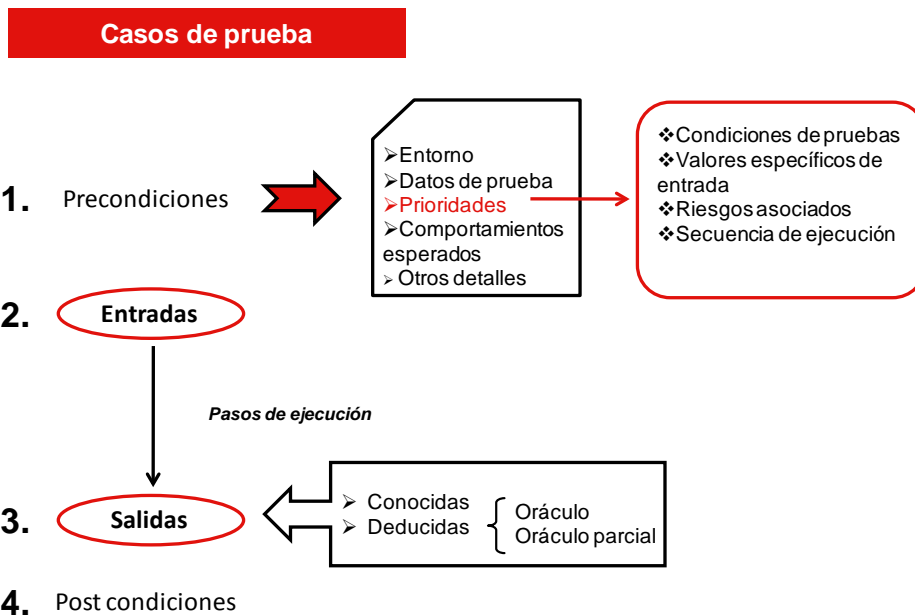 Casos de prueba
1. Precondiciones
➢Entorno
➢Datos de prueba
➢Prioridades
➢Comportamientos
esperados
➢ Otros detalles
❖Condiciones de pruebas
❖Valores específicos de
entrada
❖Riesgos asociados
❖Secuencia de ejecución
2. Entradas
Pasos de ejecución
3. Salidas
➢ Conocidas
➢ Deducidas
Oráculo
Oráculo parcial
4. Post condiciones